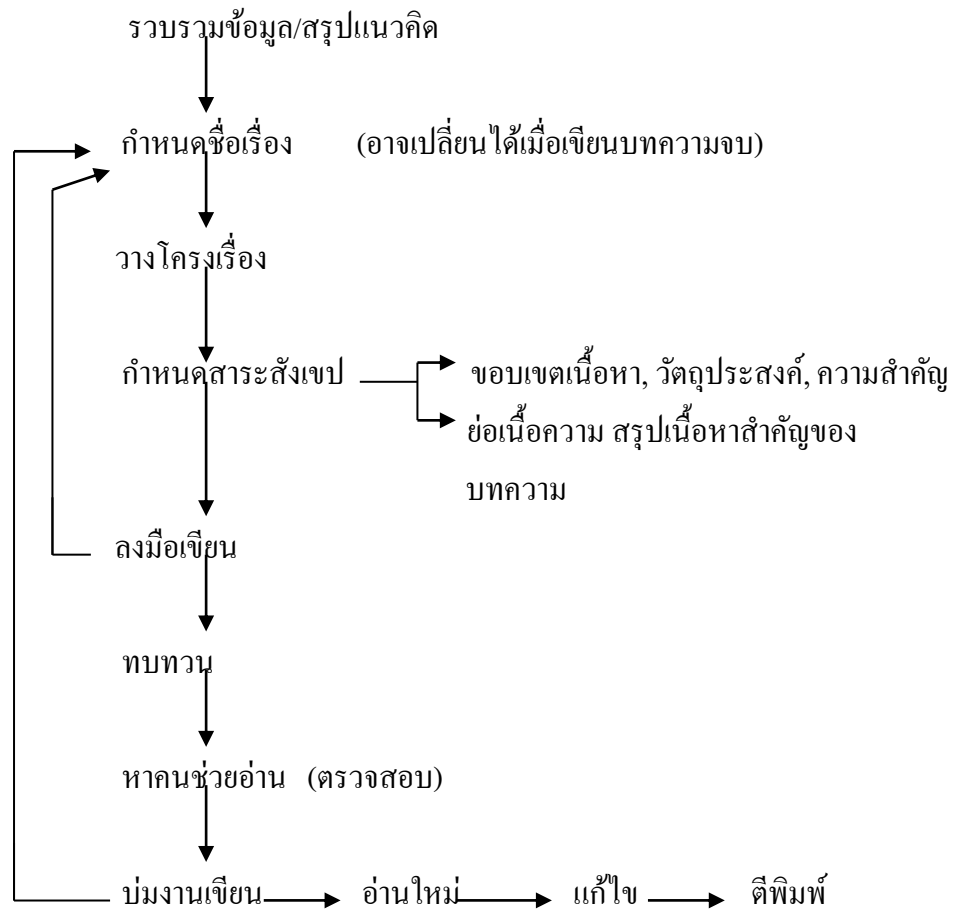 รวบรวมข้อมูล/สรุปแนวคิด
กำหนดชื่อเรื่อง (อาจเปลี่ยนได้เมื่อเขียนบทความจบ)
วางโครงเรื่อง
กำหนดสาระสังเขป ขอบเขตเนื้อหา, วัตถุประสงค์, ความสำคัญ
ย่อเนื้อความ สรุปเนื้อหาสำคัญของ
บทความ
ลงมือเขียน
ทบทวน
หาคนช่วยอ่าน (ตรวจสอบ)
บ่มงานเขียน อ่านใหม่ แก้ไข ตีพิมพ์